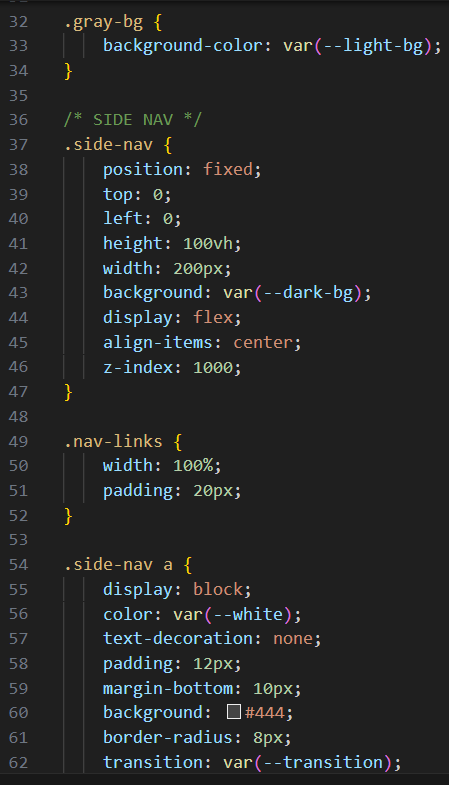 32 .gray-bg {
33     background-color: var(--light-bg);
34 }
35
36 /* SIDE NAV */
37 .side-nav {
38     position: fixed;
39     top: 0;
40     left: 0;
41     height: 100vh;
42     width: 200px;
43     background: var(--dark-bg);
44     display: flex;
45     align-items: center;
46     z-index: 1000;
47 }
48
49 .nav-links {
50     width: 100%;
51     padding: 20px;
52 }
53
54 .side-nav a {
55     display: block;
56     color: var(--white);
57     text-decoration: none;
58     padding: 12px;
59     margin-bottom: 10px;
60     background: #444;
61     border-radius: 8px;
62     transition: var(--transition);